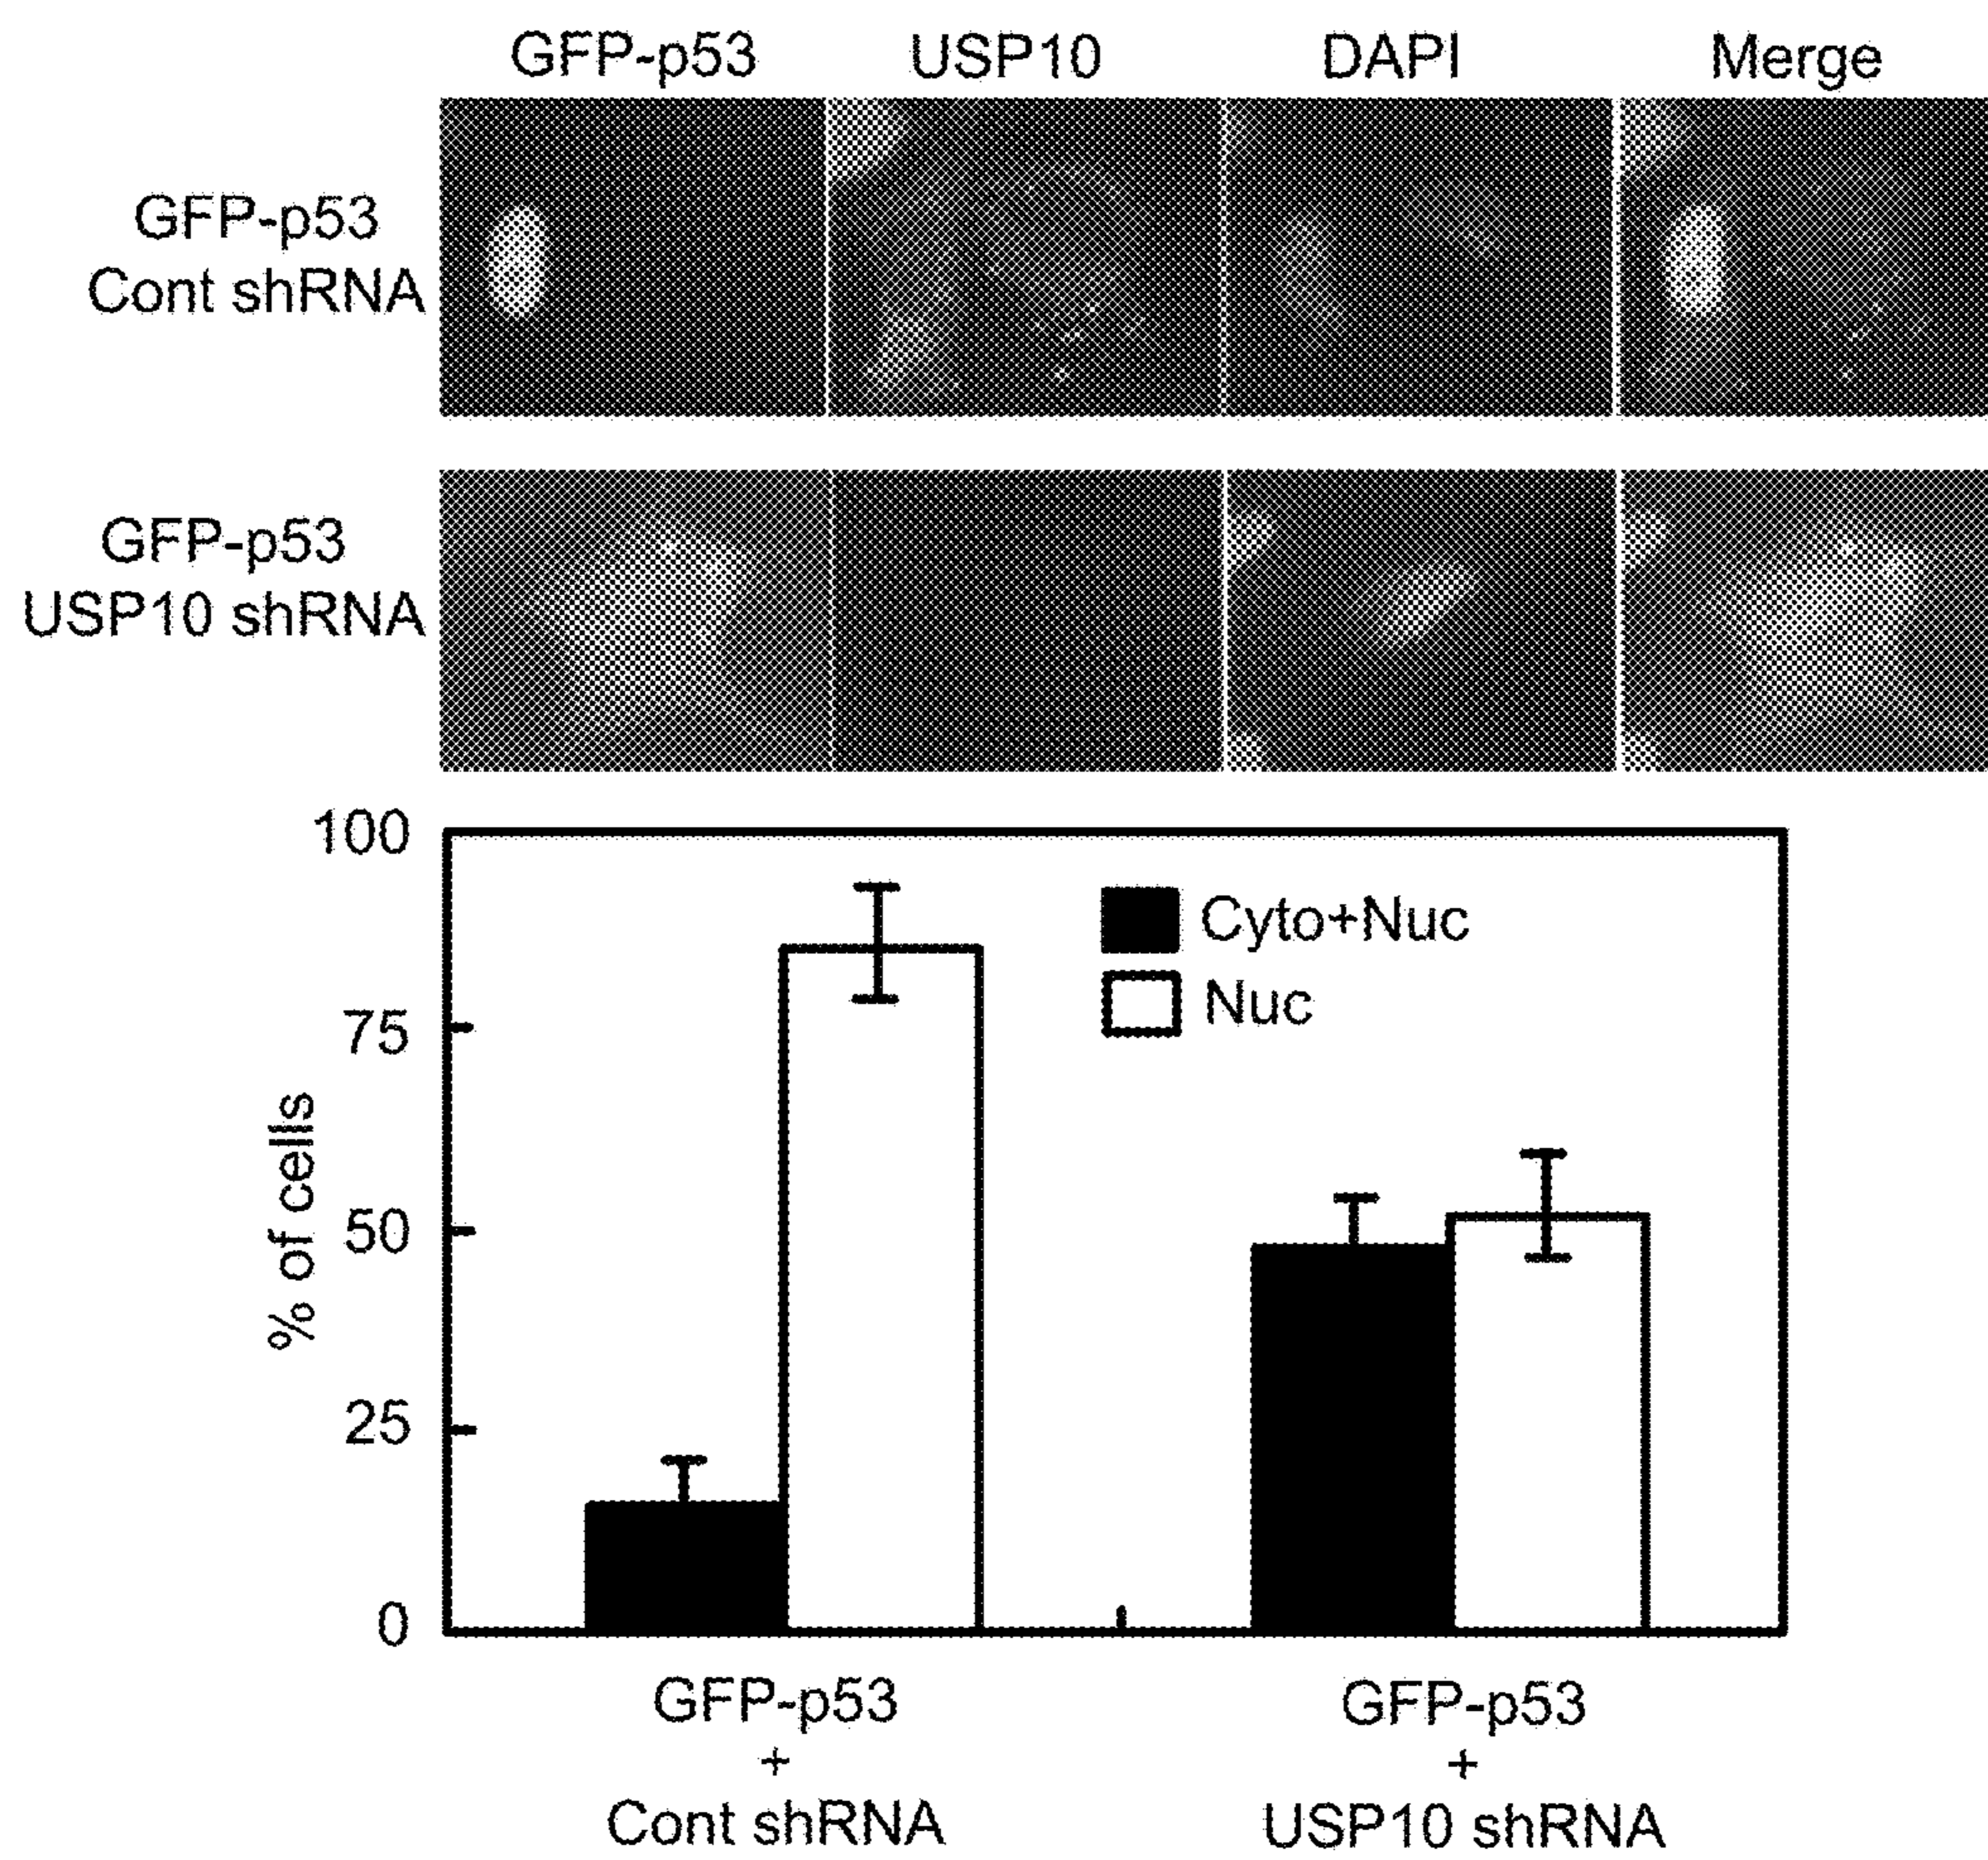 GFP-p53 USP10 DAPI Merge
GFP-p53
Cont shRNA
GFP-p53
USP10 shRNA
100
75
50
25
0
% of cells
Cyto+Nuc
Nuc
GFP-p53
+
Cont shRNA
GFP-p53
+
USP10 shRNA